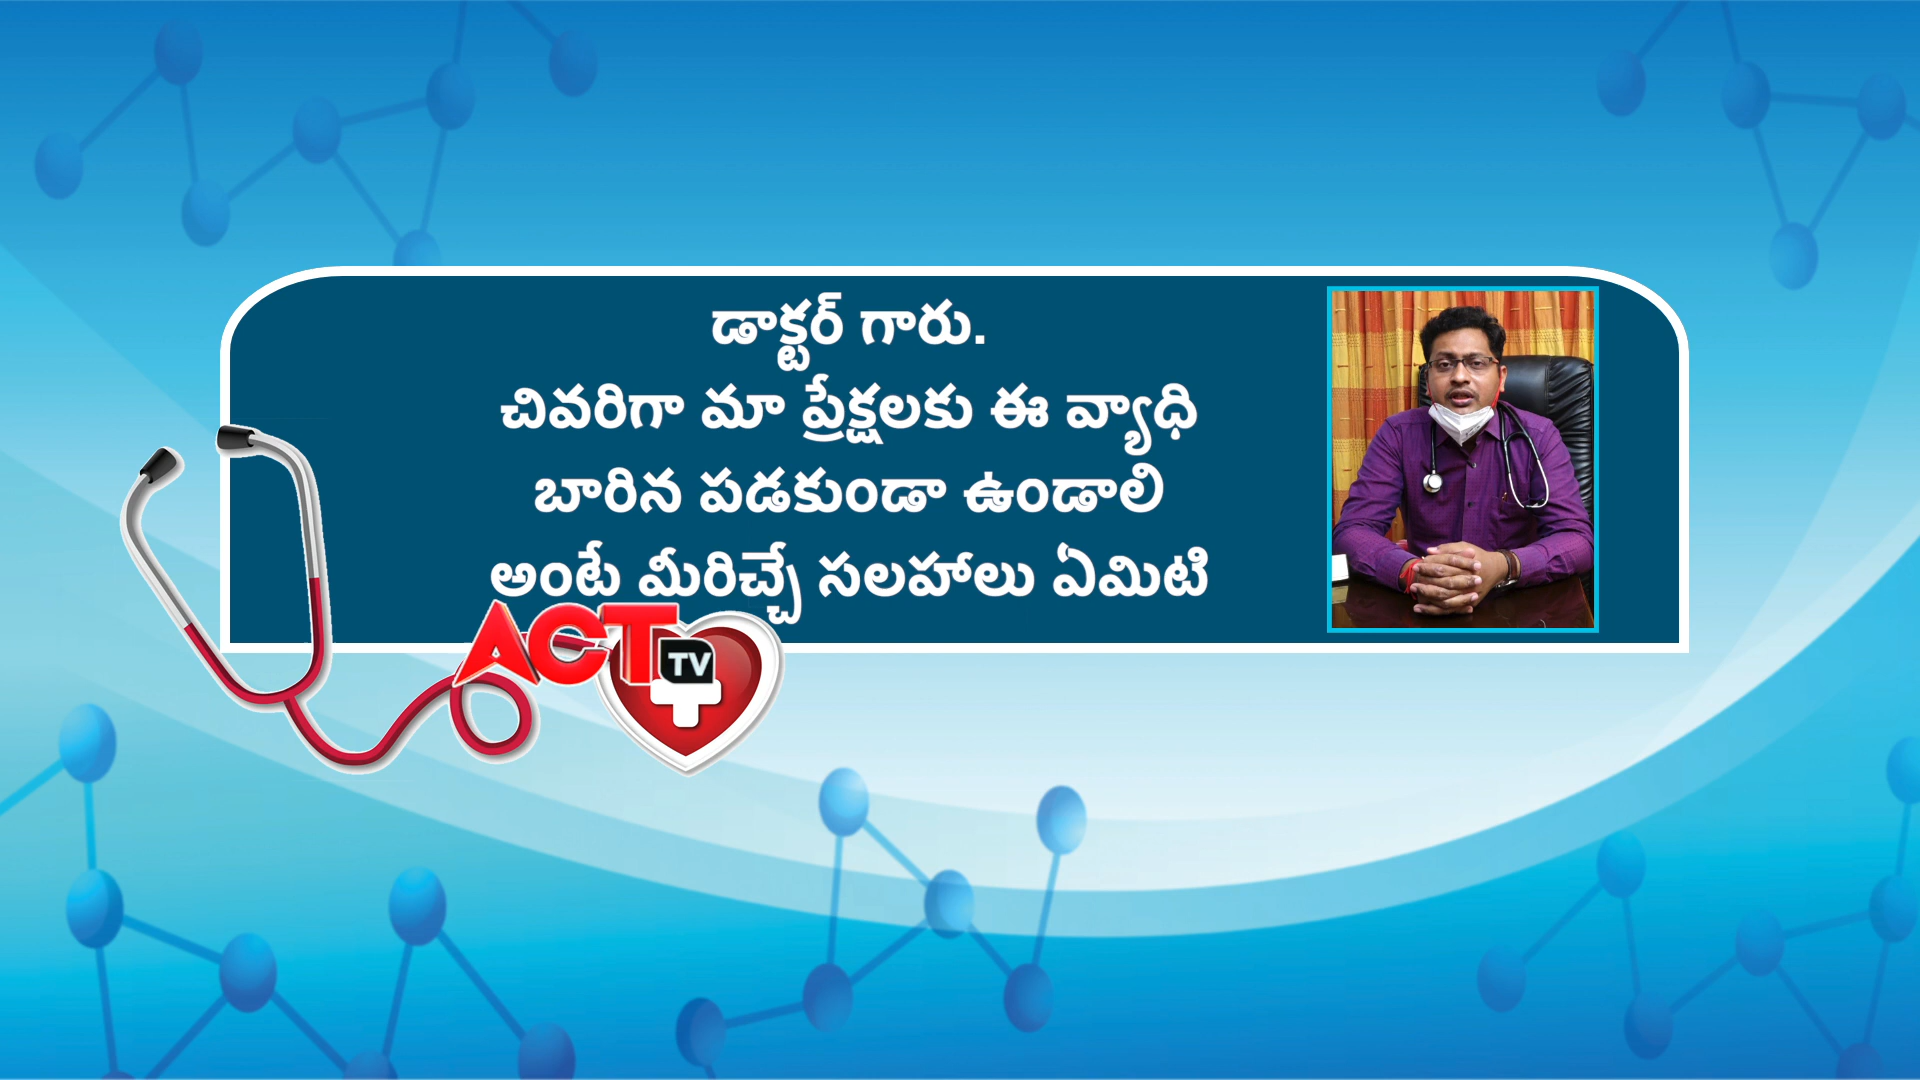 డాక్టర్ గారు.
చివరిగా మా ప్రేక్షలకు ఈ వ్యాధి
బారిన పడకుండా ఉండాలి
అంటే మీరిచ్చే సలహాలు ఏమిటి
ACT TV